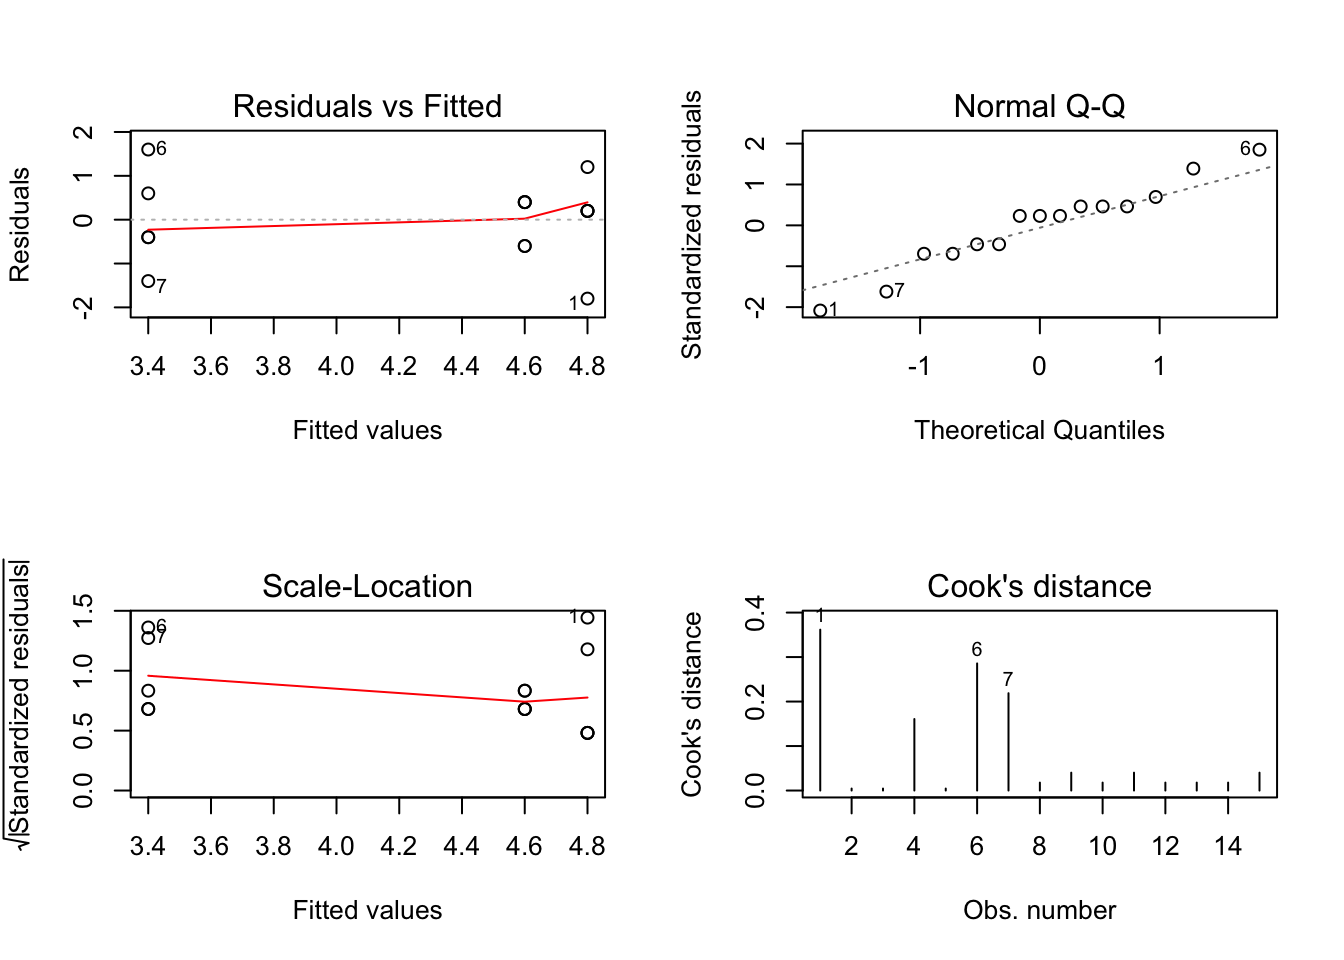 Residuals vs Fitted
Residuals
2
1
0
-2
6
7
1
3.4 3.6 3.8 4.0 4.2 4.4 4.6 4.8
Fitted values
Normal Q-Q
Standardized residuals
2
1
0
-2
6
7
1
-1 0 1
Theoretical Quantiles
Scale-Location
√|Standardized residuals|
1.5
1.0
0.5
0.0
6
7
1
3.4 3.6 3.8 4.0 4.2 4.4 4.6 4.8
Fitted values
Cook's distance
Cook's distance
0.4
0.2
0.0
1
6
7
2 4 6 8 10 12 14
Obs. number